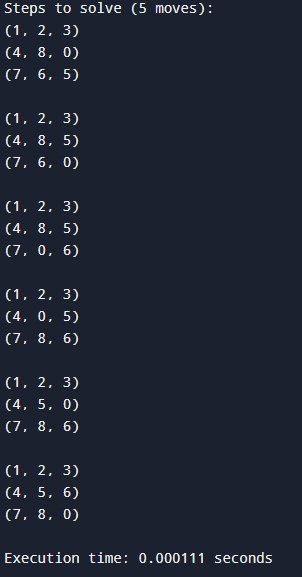 Steps to solve (5 moves):
(1, 2, 3)
(4, 8, 0)
(7, 6, 5)

(1, 2, 3)
(4, 8, 5)
(7, 6, 0)

(1, 2, 3)
(4, 8, 5)
(7, 0, 6)

(1, 2, 3)
(4, 0, 5)
(7, 8, 6)

(1, 2, 3)
(4, 5, 0)
(7, 8, 6)

(1, 2, 3)
(4, 5, 6)
(7, 8, 0)

Execution time: 0.000111 seconds